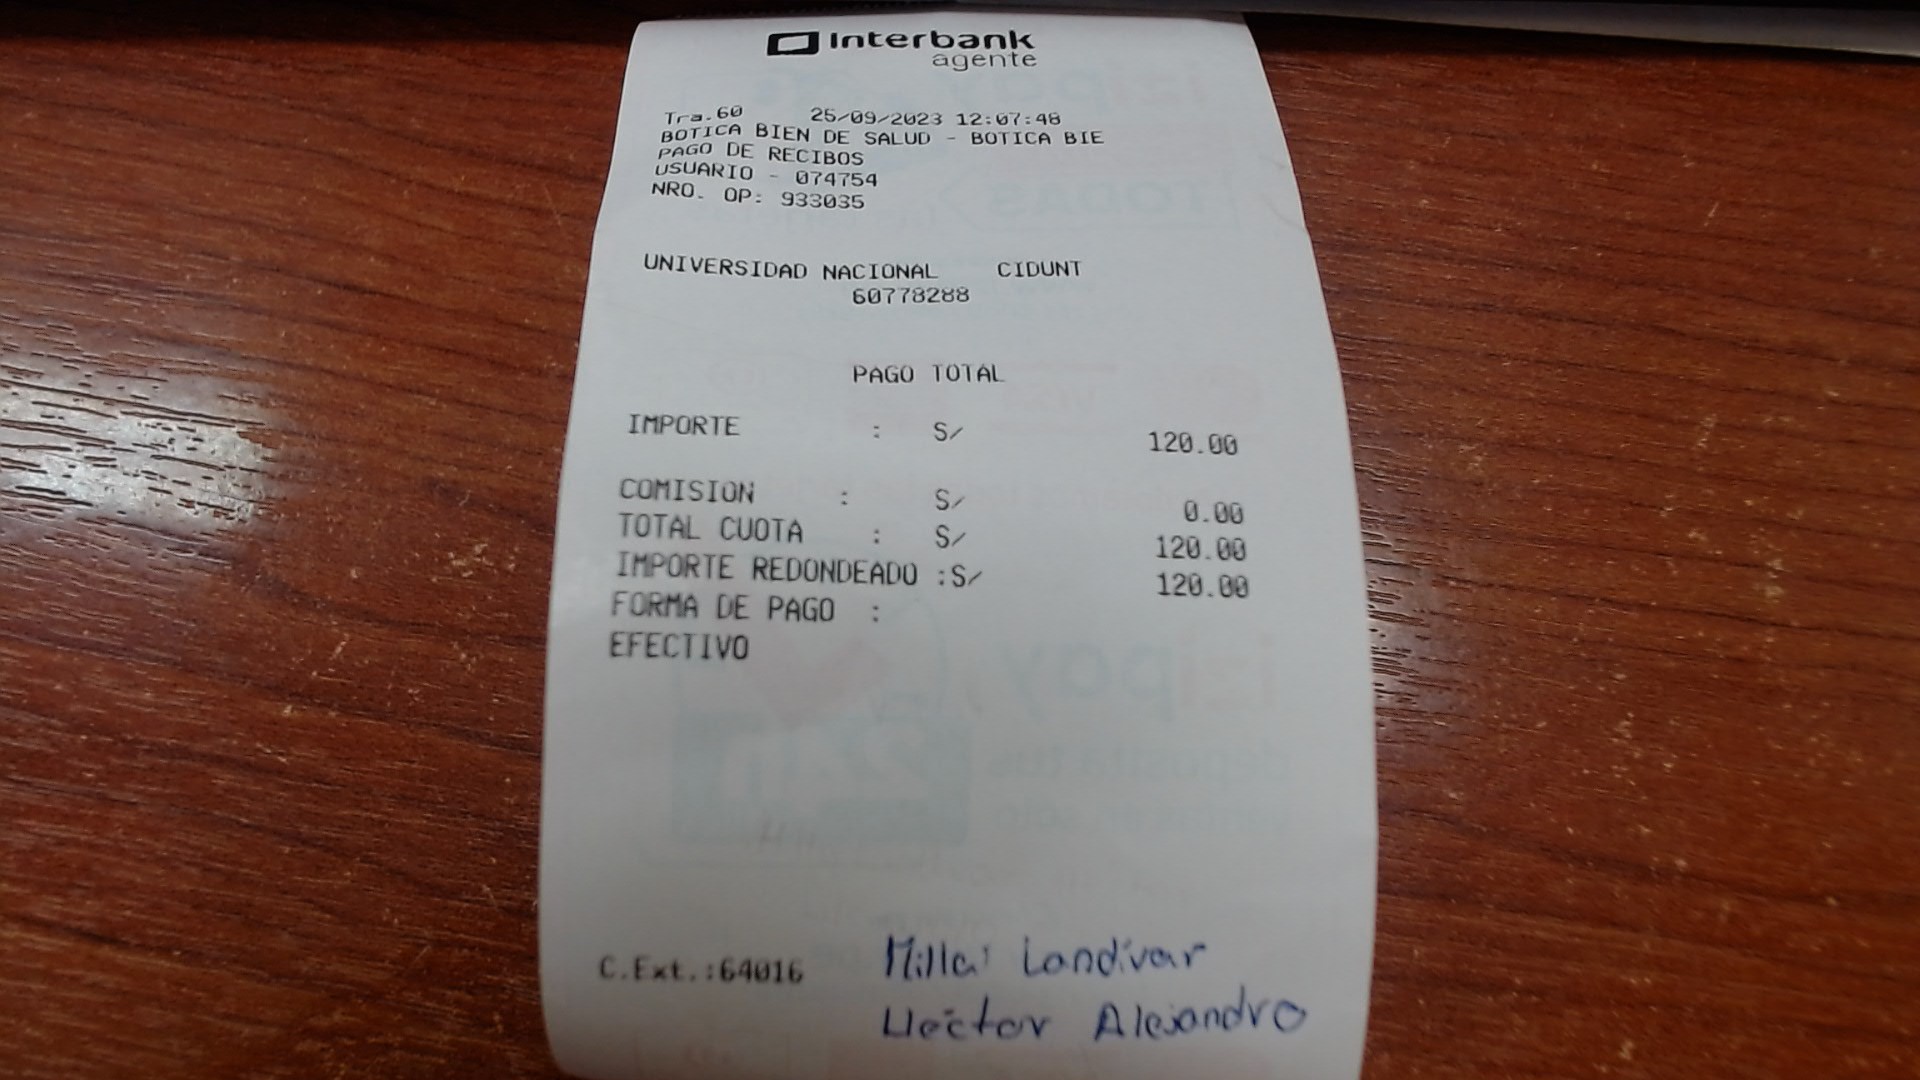 Interbank
agente
Tra.60 25/09/2023 12:07:48
BOTICA BIEN DE SALUD - BOTICA BIE
PAGO DE RECIBOS
USUARIO - 074754
NRO. OP: 933035
UNIVERSIDAD NACIONAL CIDUNT
60778288
PAGO TOTAL
IMPORTE : S/ 120.00
COMISION : S/ 0.00
TOTAL CUOTA : S/ 120.00
IMPORTE REDONDEADO :S/ 120.00
FORMA DE PAGO :
EFECTIVO
C.Ext.:64016
Landívar
Héctor Alejandro